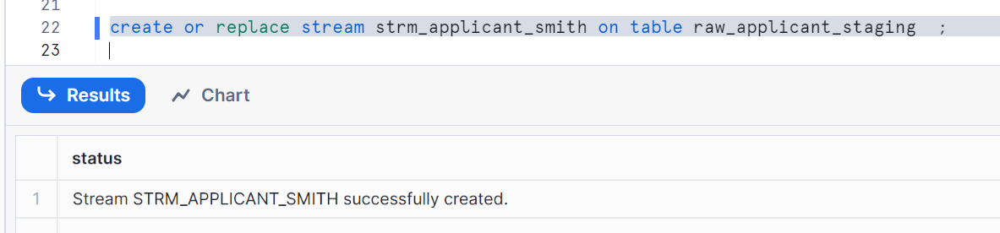 21
22 create or replace stream strm_applicant_smith on table raw_applicant_staging  ;
23
Results Chart
status
1 Stream STRM_APPLICANT_SMITH successfully created.